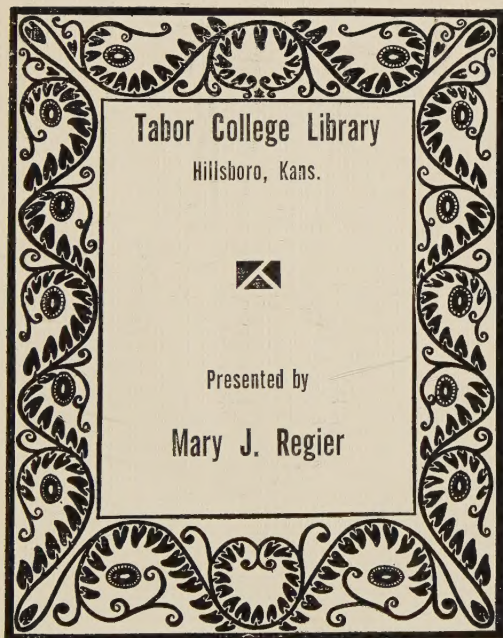 Tabor College Library
Hillsboro, Kans.
Presented by
Mary J. Regier